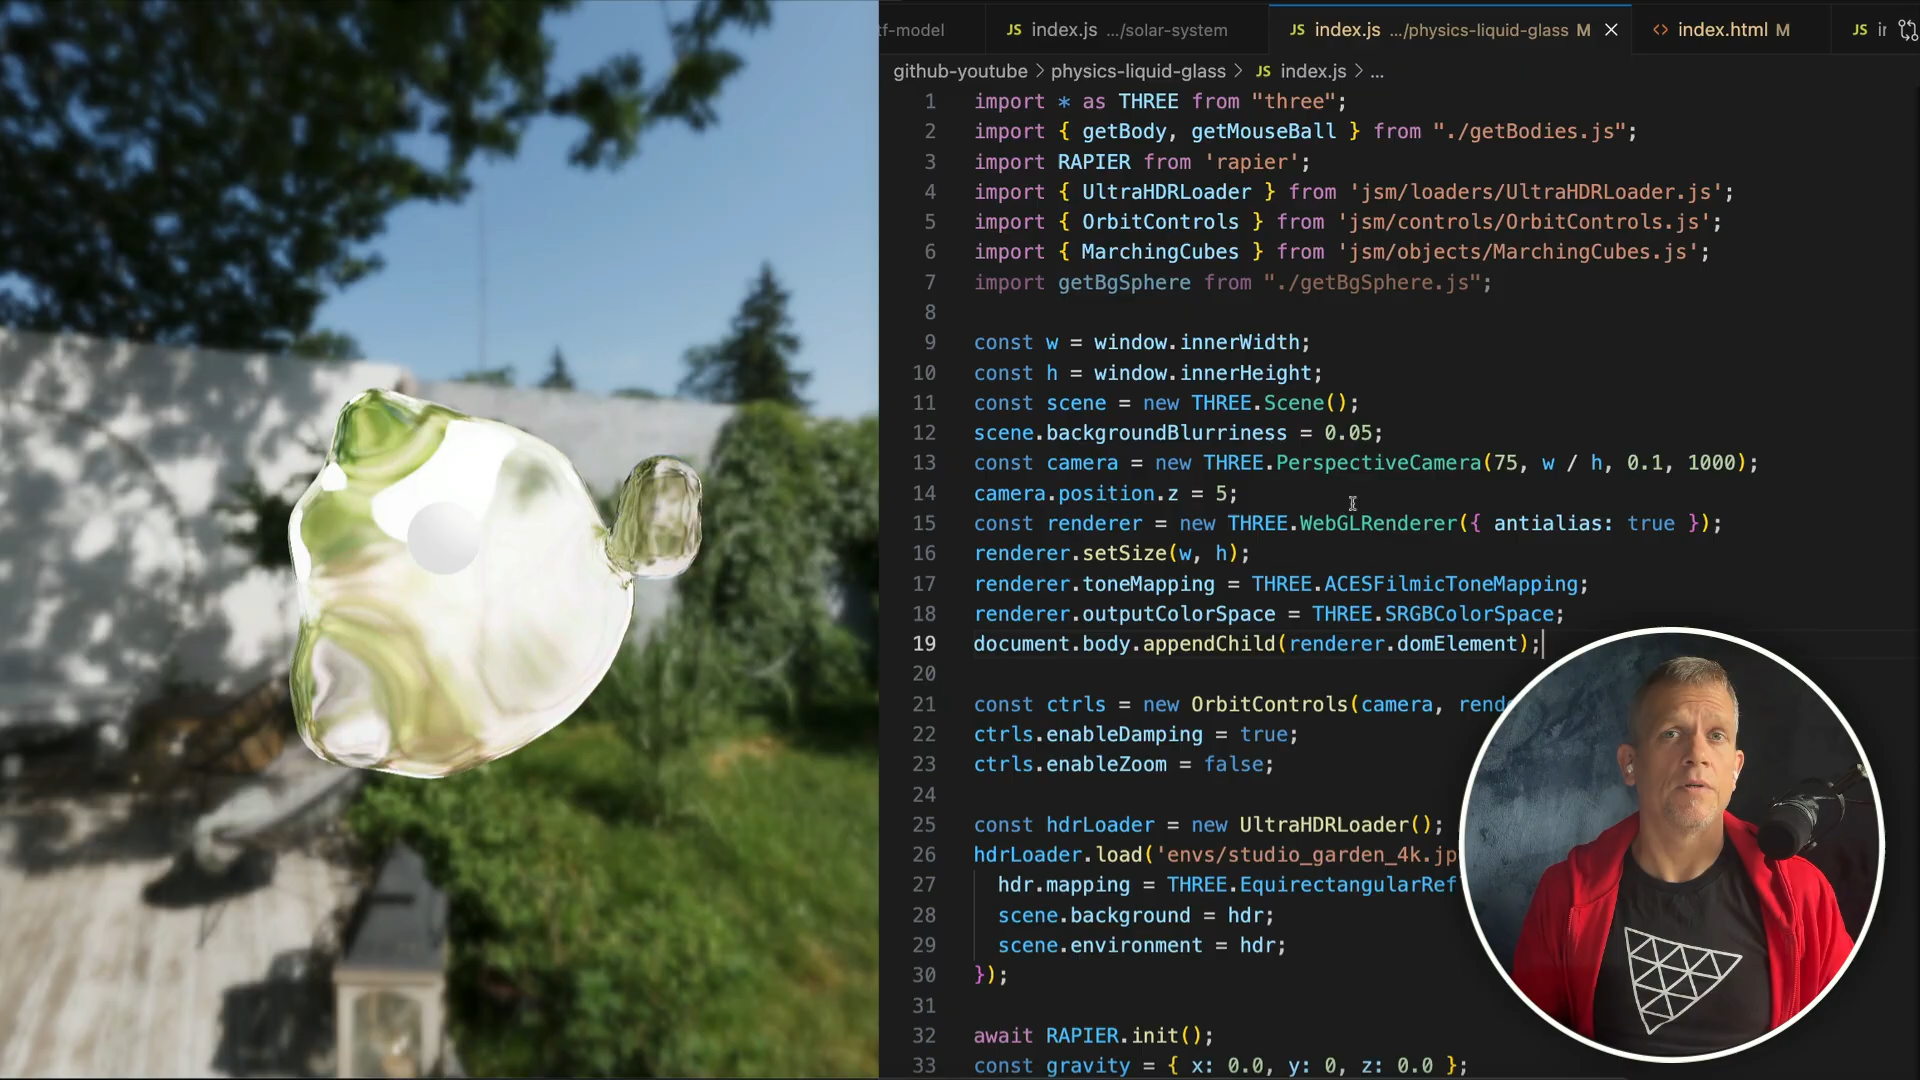 tf-model
JS index.js .../solar-system
JS index.js .../physics-liquid-glass M
index.html M
JS
github-youtube > physics-liquid-glass > JS index.js > ...
1 import * as THREE from "three";
2 import { getBody, getMouseBall } from "./getBodies.js";
3 import RAPIER from 'rapier';
4 import { UltraHDRLoader } from 'jsm/loaders/UltraHDRLoader.js';
5 import { OrbitControls } from 'jsm/controls/OrbitControls.js';
6 import { MarchingCubes } from 'jsm/objects/MarchingCubes.js';
7 import getBgSphere from "./getBgSphere.js";
8
9 const w = window.innerWidth;
10 const h = window.innerHeight;
11 const scene = new THREE.Scene();
12 scene.backgroundBlurriness = 0.05;
13 const camera = new THREE.PerspectiveCamera(75, w / h, 0.1, 1000);
14 camera.position.z = 5;
15 const renderer = new THREE.WebGLRenderer({ antialias: true });
16 renderer.setSize(w, h);
17 renderer.toneMapping = THREE.ACESFilmicToneMapping;
18 renderer.outputColorSpace = THREE.SRGBColorSpace;
19 document.body.appendChild(renderer.domElement);
20
21 const ctrls = new OrbitControls(camera, rend
22 ctrls.enableDamping = true;
23 ctrls.enableZoom = false;
24
25 const hdrLoader = new UltraHDRLoader();
26 hdrLoader.load('envs/studio_garden_4k.jp
27 hdr.mapping = THREE.EquirectangularRef
28 scene.background = hdr;
29 scene.environment = hdr;
30 });
31
32 await RAPIER.init();
33 const gravity = { x: 0.0, y: 0, z: 0.0 };